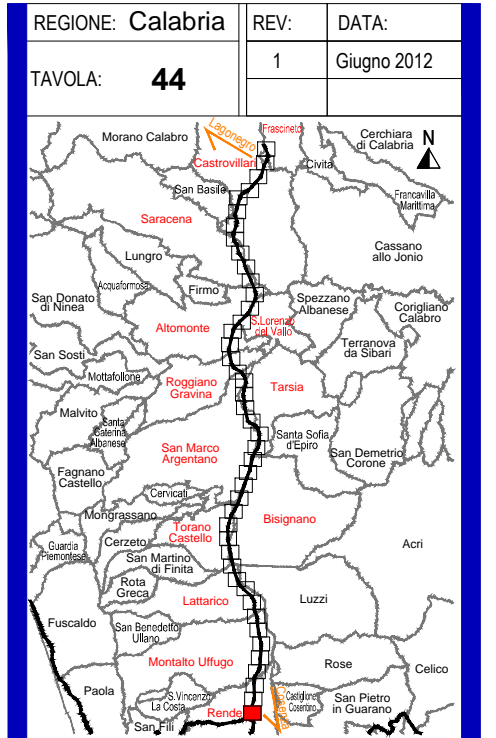 REGIONE: Calabria
REV:
DATA:
TAVOLA: 44
1
Giugno 2012
Lagonegro
Frascineto
Morano Calabro
Cerchiara
di Calabria
N
Castrovillari
Civita
San Basile
Francavilla
Marittima
Saracena
Cassano
allo Jonio
Lungro
Acquaformosa
Firmo
San Donato
di Ninea
Spezzano
Albanese
Corigliano
Calabro
Altomonte
S.Lorenzo
del Vallo
Terranova
da Sibari
San Sosti
Mottafollone
Roggiano
Gravina
Tarsia
Malvito
Santa
Caterina
Albanese
Santa Sofia
d'Epiro
San Marco
Argentano
San Demetrio
Corone
Fagnano
Castello
Cervicati
Mongrassano
Torano
Castello
Bisignano
Cerzeto
Acri
Guardia
Piemontese
San Martino
di Finita
Rota
Greca
Lattarico
Luzzi
Fuscaldo
San Benedetto
Ullano
Montalto Uffugo
Rose
Celico
Paola
S.Vincenzo
La Costa
Rende
Cosenza
Castiglione
Cosentino
San Pietro
in Guarano
San Fili